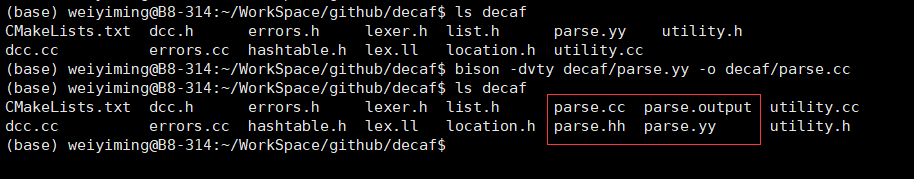 (base) weiyiming@B8-314:~/WorkSpace/github/decaf$ ls decaf
CMakeLists.txt  dcc.h      errors.h     lexer.h  list.h      parse.yy    utility.h
dcc.cc          errors.cc  hashtable.h  lex.ll   location.h  utility.cc
(base) weiyiming@B8-314:~/WorkSpace/github/decaf$ bison -dvty decaf/parse.yy -o decaf/parse.cc
(base) weiyiming@B8-314:~/WorkSpace/github/decaf$ ls decaf
CMakeLists.txt  dcc.h      errors.h     lexer.h  list.h      parse.cc  parse.output  utility.cc
dcc.cc          errors.cc  hashtable.h  lex.ll   location.h  parse.hh  parse.yy      utility.h
(base) weiyiming@B8-314:~/WorkSpace/github/decaf$